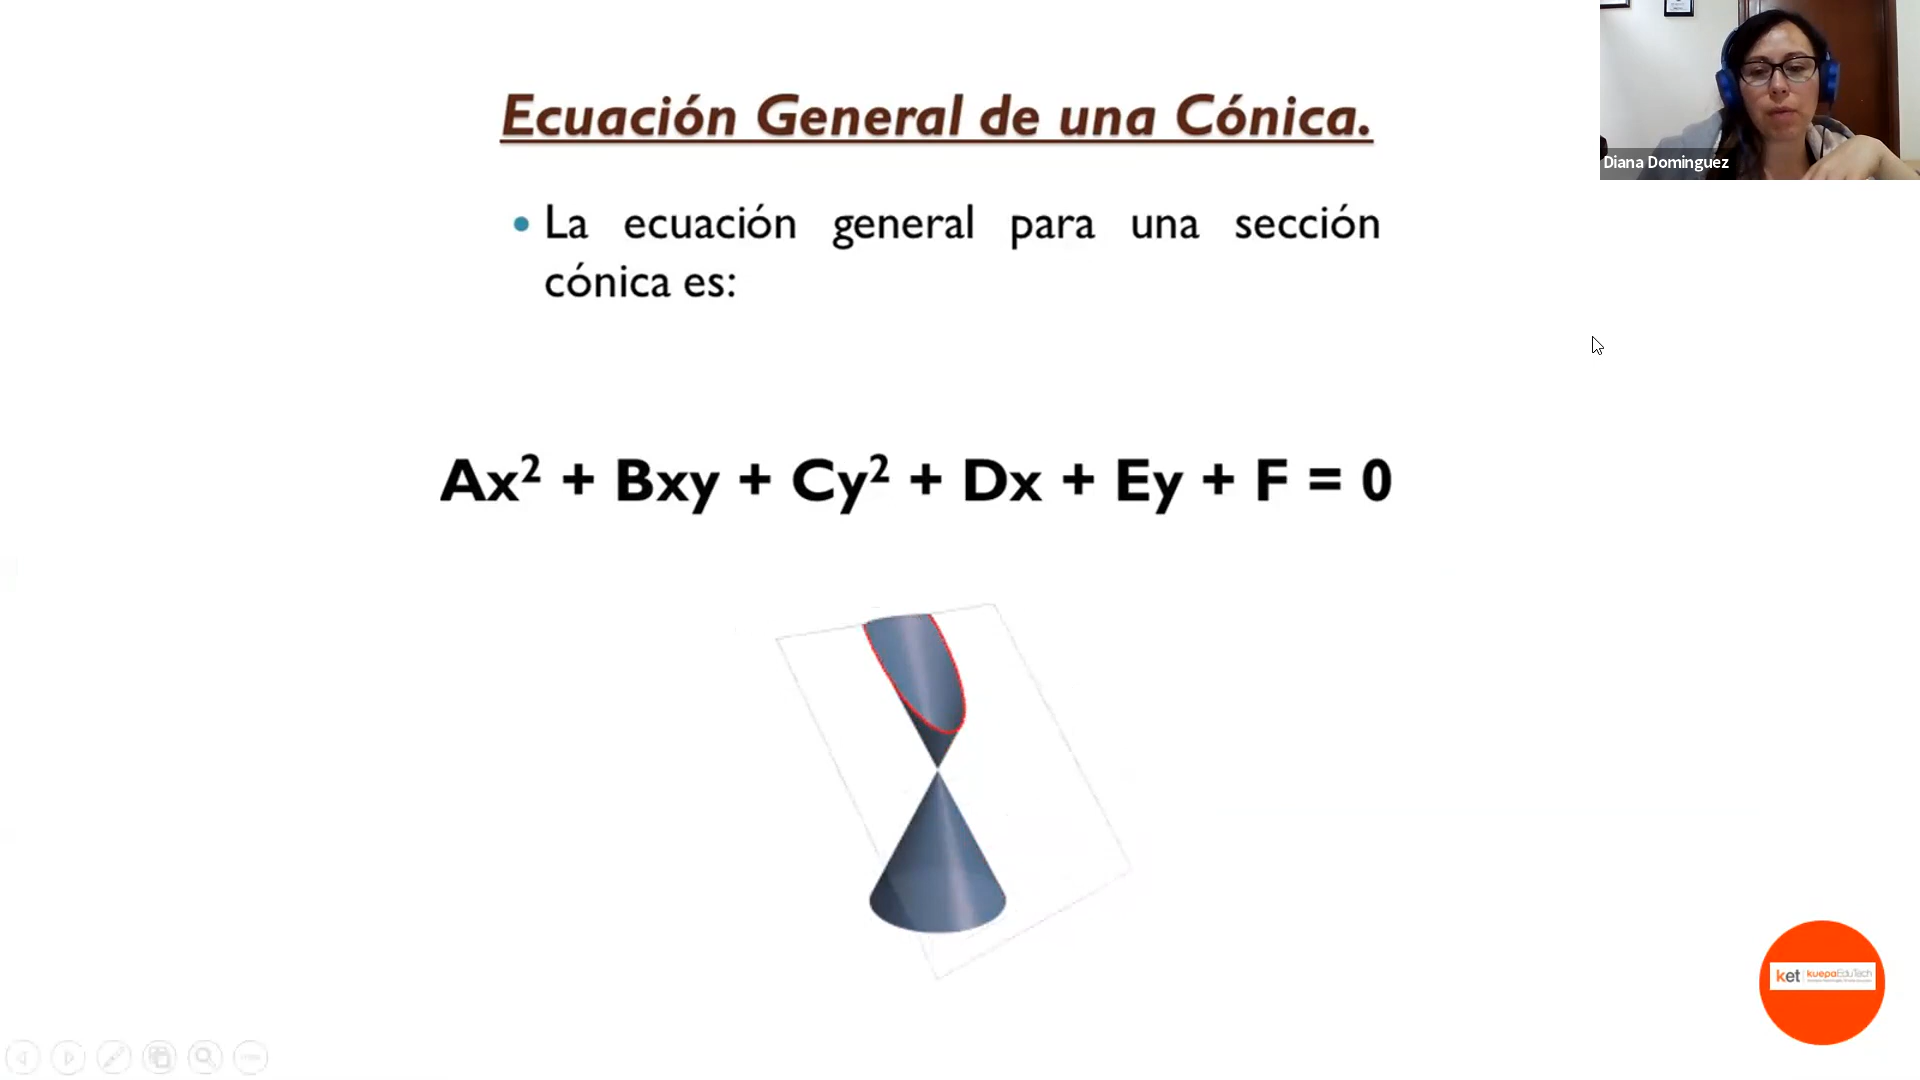 Ecuación General de una Cónica.
• La ecuación general para una sección
cónica es:
Ax² + Bxy + Cy² + Dx + Ey + F = 0
Diana Dominguez
ket kuepaEduTech